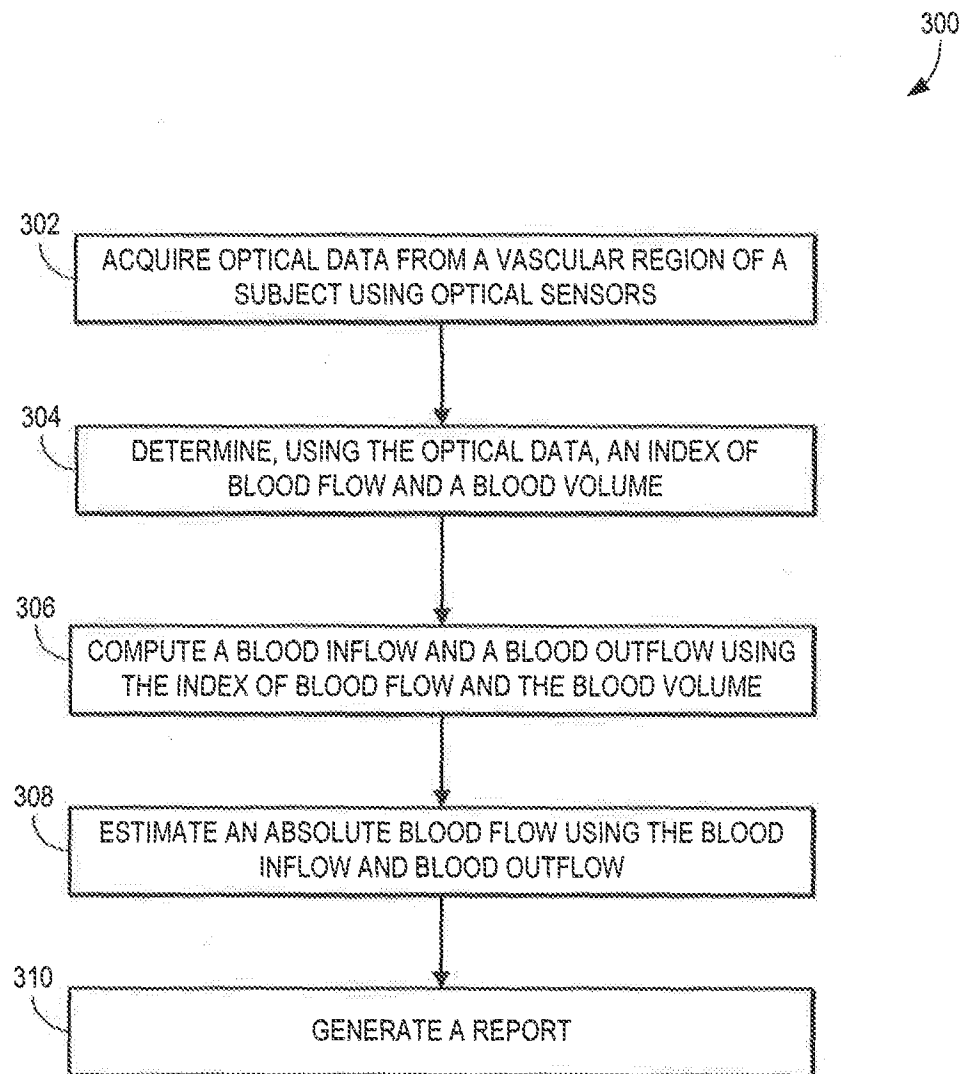 300
302
ACQUIRE OPTICAL DATA FROM A VASCULAR REGION OF A
SUBJECT USING OPTICAL SENSORS
304
DETERMINE, USING THE OPTICAL DATA, AN INDEX OF
BLOOD FLOW AND A BLOOD VOLUME
306
COMPUTE A BLOOD INFLOW AND A BLOOD OUTFLOW USING
THE INDEX OF BLOOD FLOW AND THE BLOOD VOLUME
308
ESTIMATE AN ABSOLUTE BLOOD FLOW USING THE BLOOD
INFLOW AND BLOOD OUTFLOW
310
GENERATE A REPORT